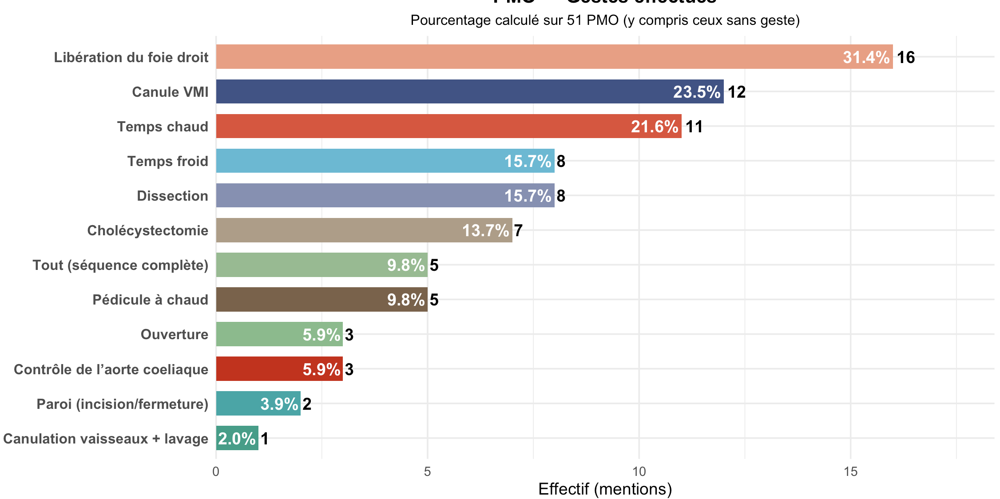 PMO — Gestes effectués
Pourcentage calculé sur 51 PMO (y compris ceux sans geste)
Libération du foie droit 31.4% 16
Canule VMI 23.5% 12
Temps chaud 21.6% 11
Temps froid 15.7% 8
Dissection 15.7% 8
Cholécystectomie 13.7% 7
Tout (séquence complète) 9.8% 5
Pédicule à chaud 9.8% 5
Ouverture 5.9% 3
Contrôle de l’aorte coeliaque 5.9% 3
Paroi (incision/fermeture) 3.9% 2
Canulation vaisseaux + lavage 2.0% 1
0 5 10 15
Effectif (mentions)